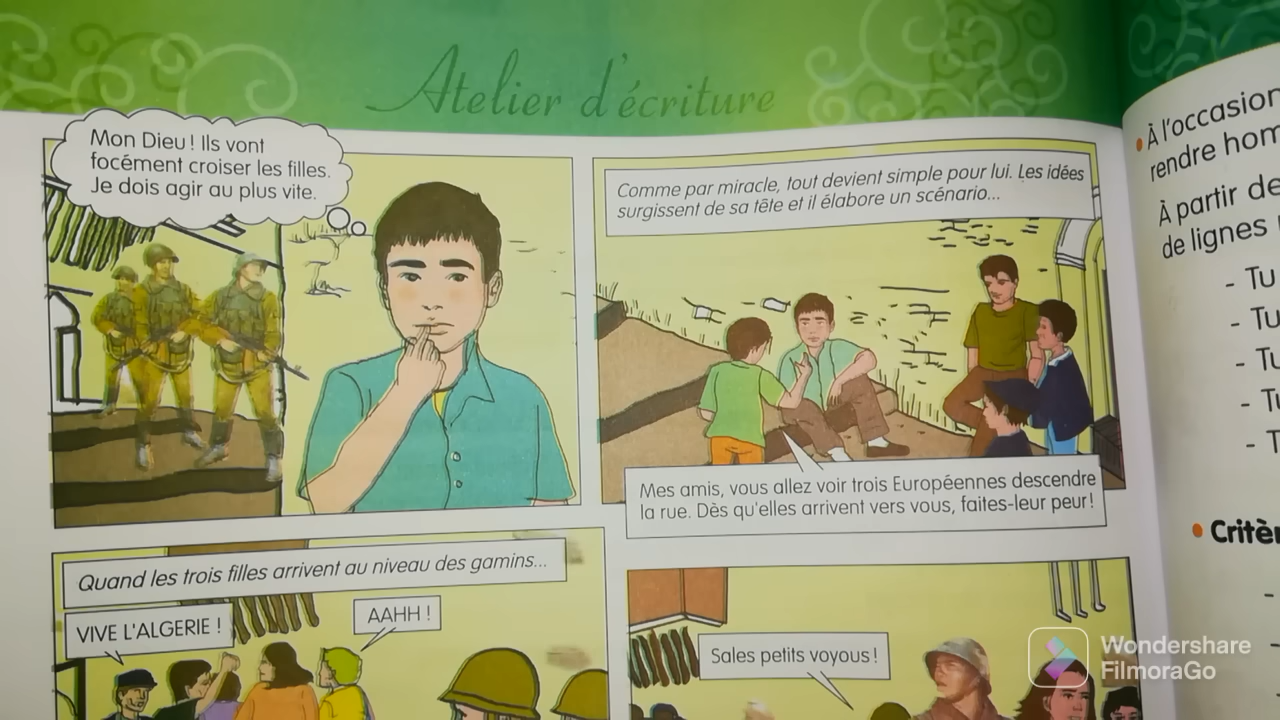 Atelier d'écriture
Mon Dieu ! Ils vont
focément croiser les filles.
Je dois agir au plus vite.
Comme par miracle, tout devient simple pour lui. Les idées
surgissent de sa tête et il élabore un scénario...
Mes amis, vous allez voir trois Européennes descendre
la rue. Dès qu'elles arrivent vers vous, faites-leur peur !
Quand les trois filles arrivent au niveau des gamins...
VIVE L'ALGERIE !
AAHH !
Sales petits voyous !
À l'occasion
rendre
À partir de
de lignes
- Tu
- Tu
- Tu
Wondershare
FilmoraGo